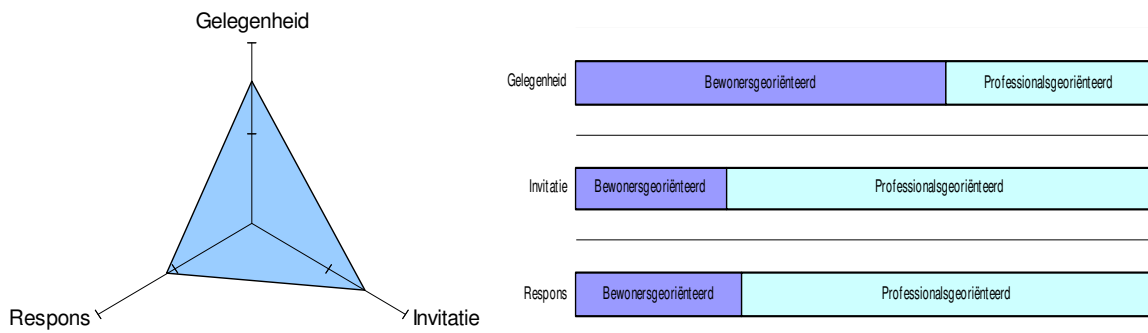 Gelegenheid
Respons
Invitatie
Gelegenheid Bewonersgeoriënteerd Professionalsgeoriënteerd
Invitatie Bewonersgeoriënteerd Professionalsgeoriënteerd
Respons Bewonersgeoriënteerd Professionalsgeoriënteerd